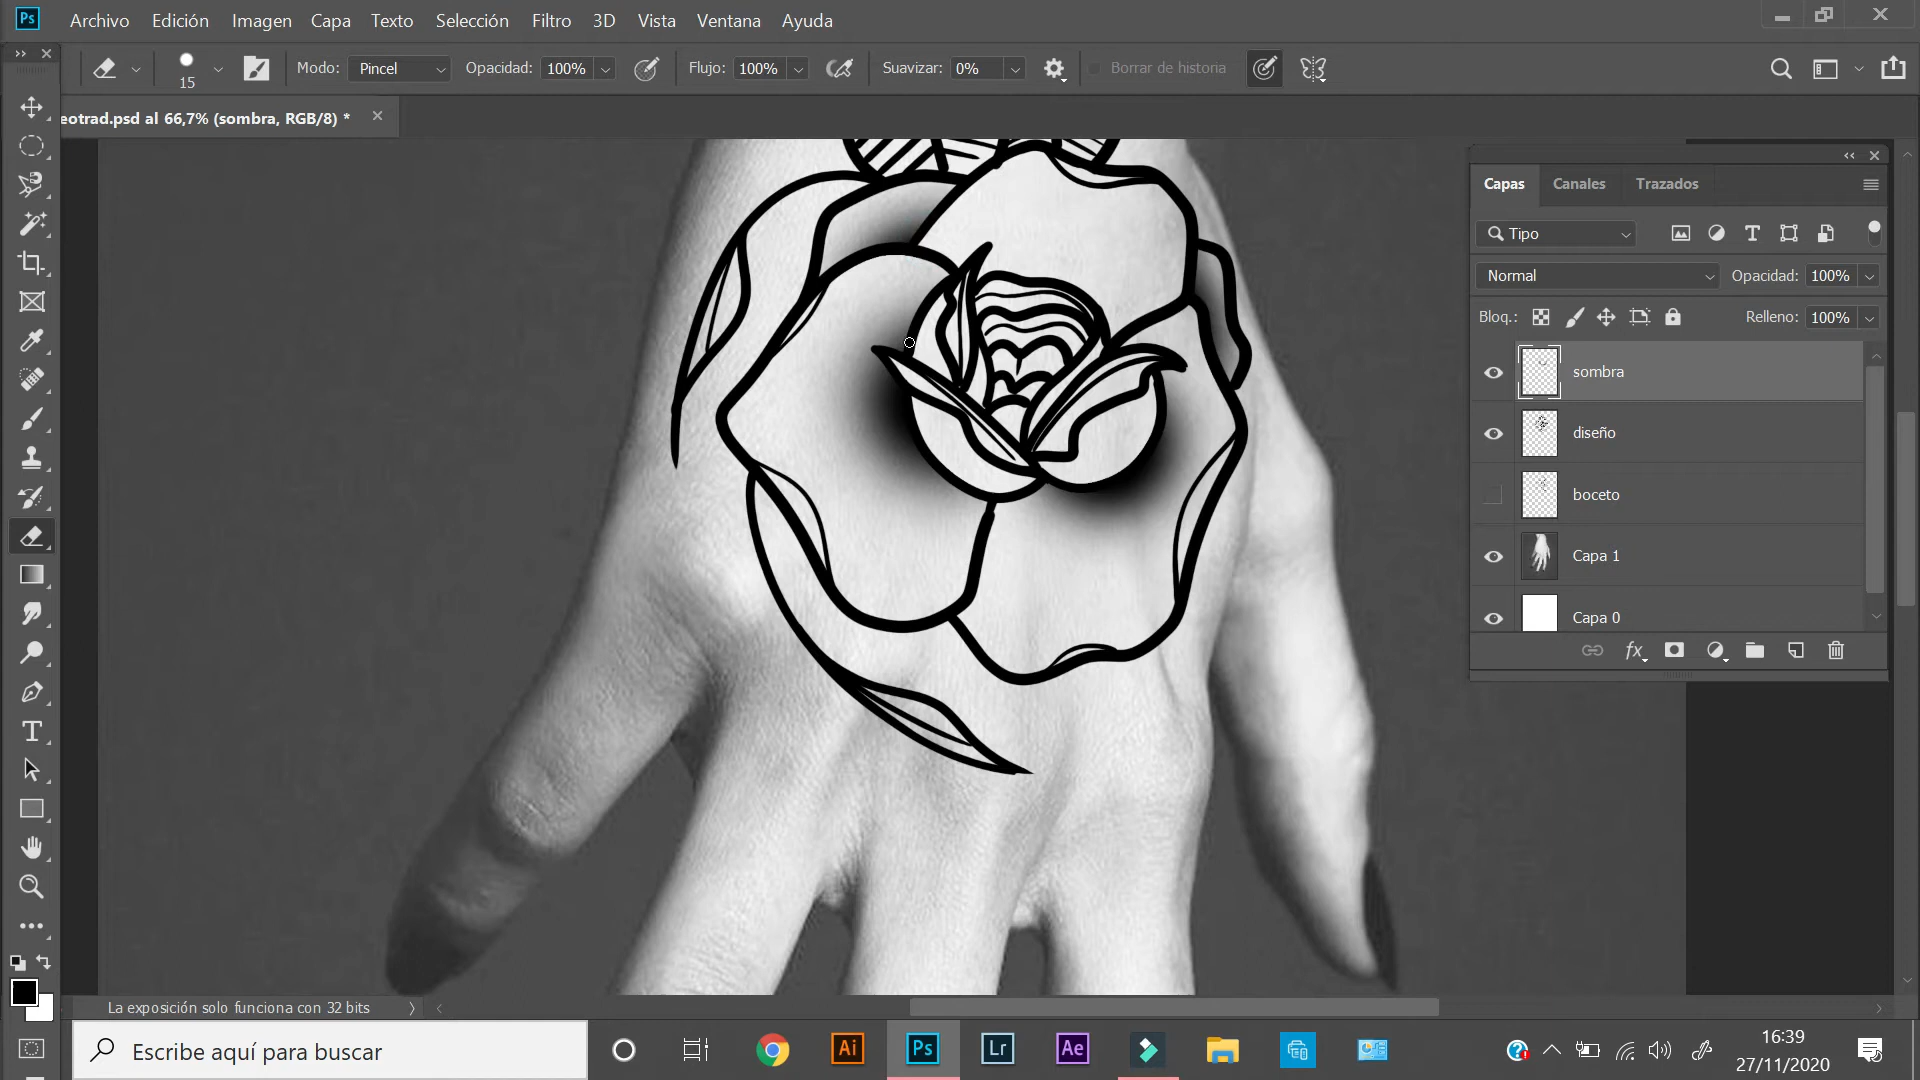 Ps Archivo Edición Imagen Capa Texto Selección Filtro 3D Vista Ventana Ayuda
15 Modo: Pincel Opacidad: 100% Flujo: 100% Suavizar: 0% Borrar de historia
eotrad.psd al 66,7% (sombra, RGB/8) *
Capas Canales Trazados
Tipo
Normal Opacidad: 100%
Bloq.: Relleno: 100%
sombra
diseño
boceto
Capa 1
Capa 0
fx
La exposición solo funciona con 32 bits
Escribe aquí para buscar
Ai Ps Lr Ae
16:39
27/11/2020